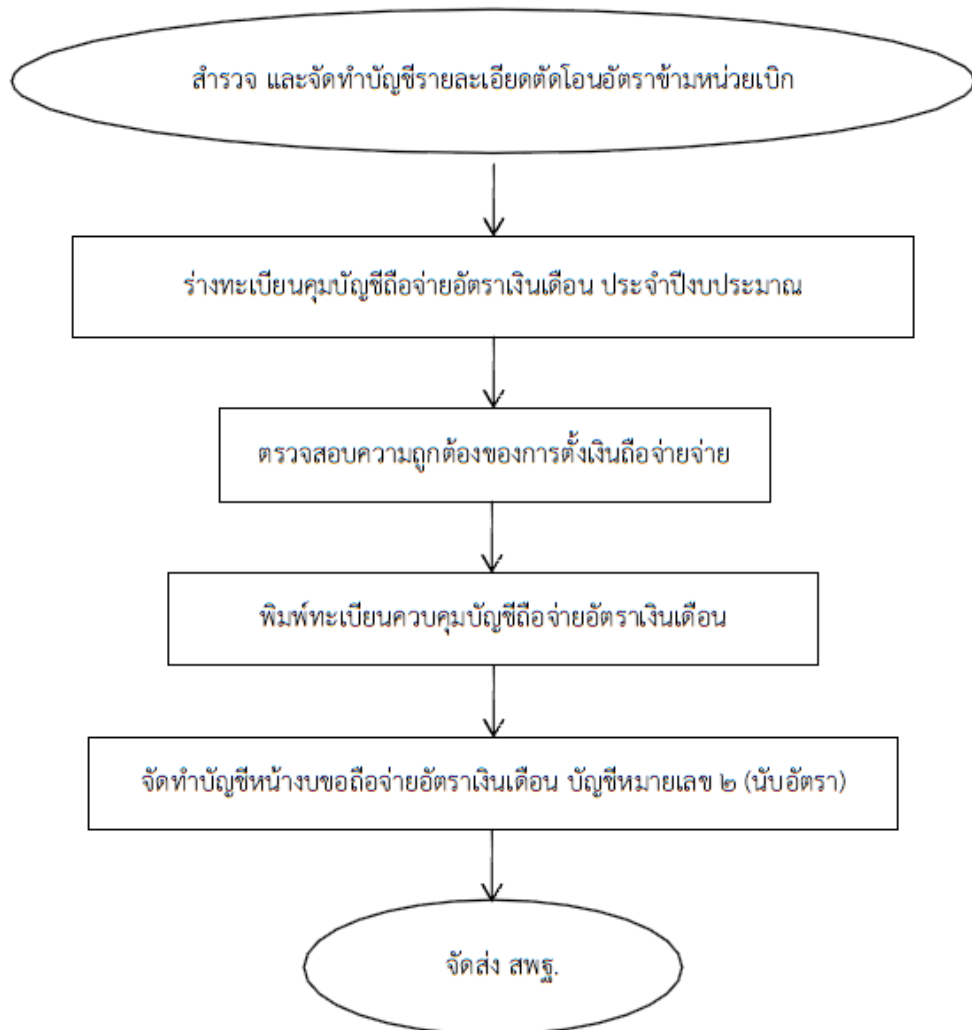 สำรวจ และจัดทำบัญชีรายละเอียดตัดโอนอัตราข้ามหน่วยเบิก
ร่างทะเบียนคุมบัญชีถือจ่ายอัตราเงินเดือน ประจำปีงบประมาณ
ตรวจสอบความถูกต้องของการตั้งเงินถือจ่ายจ่าย
พิมพ์ทะเบียนควบคุมบัญชีถือจ่ายอัตราเงินเดือน
จัดทำบัญชีหน้างบขอถือจ่ายอัตราเงินเดือน บัญชีหมายเลข ๒ (นับอัตรา)
จัดส่ง สพฐ.